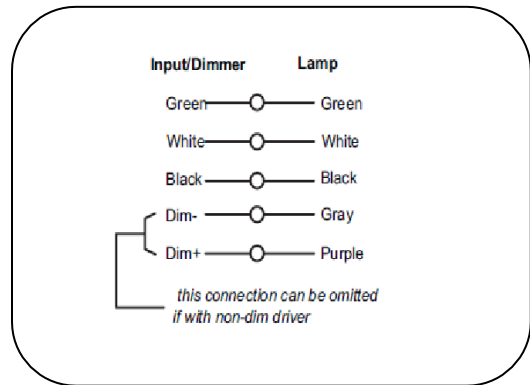 Input/Dimmer Lamp
Green Green
White White
Black Black
Dim- Gray
Dim+ Purple
this connection can be omitted
if with non-dim driver